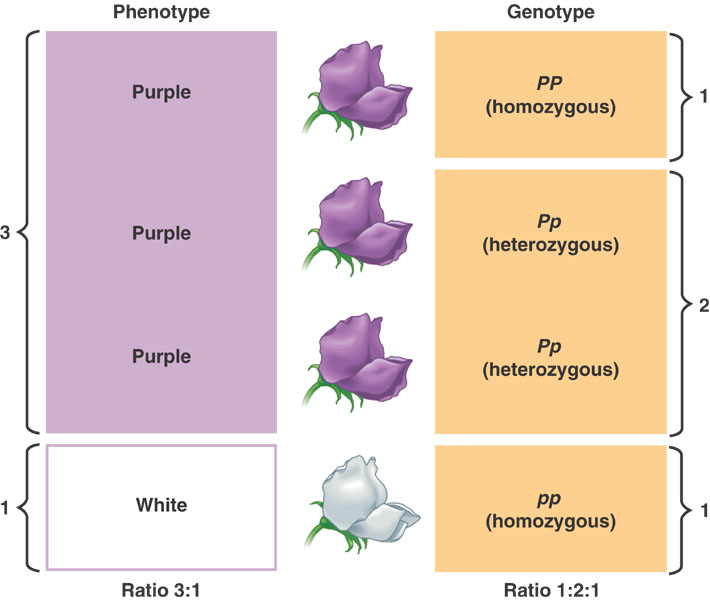 Phenotype
Genotype
3
Purple
PP
(homozygous)
1
Purple
Pp
(heterozygous)
2
Purple
Pp
(heterozygous)
1
White
pp
(homozygous)
1
Ratio 3:1
Ratio 1:2:1